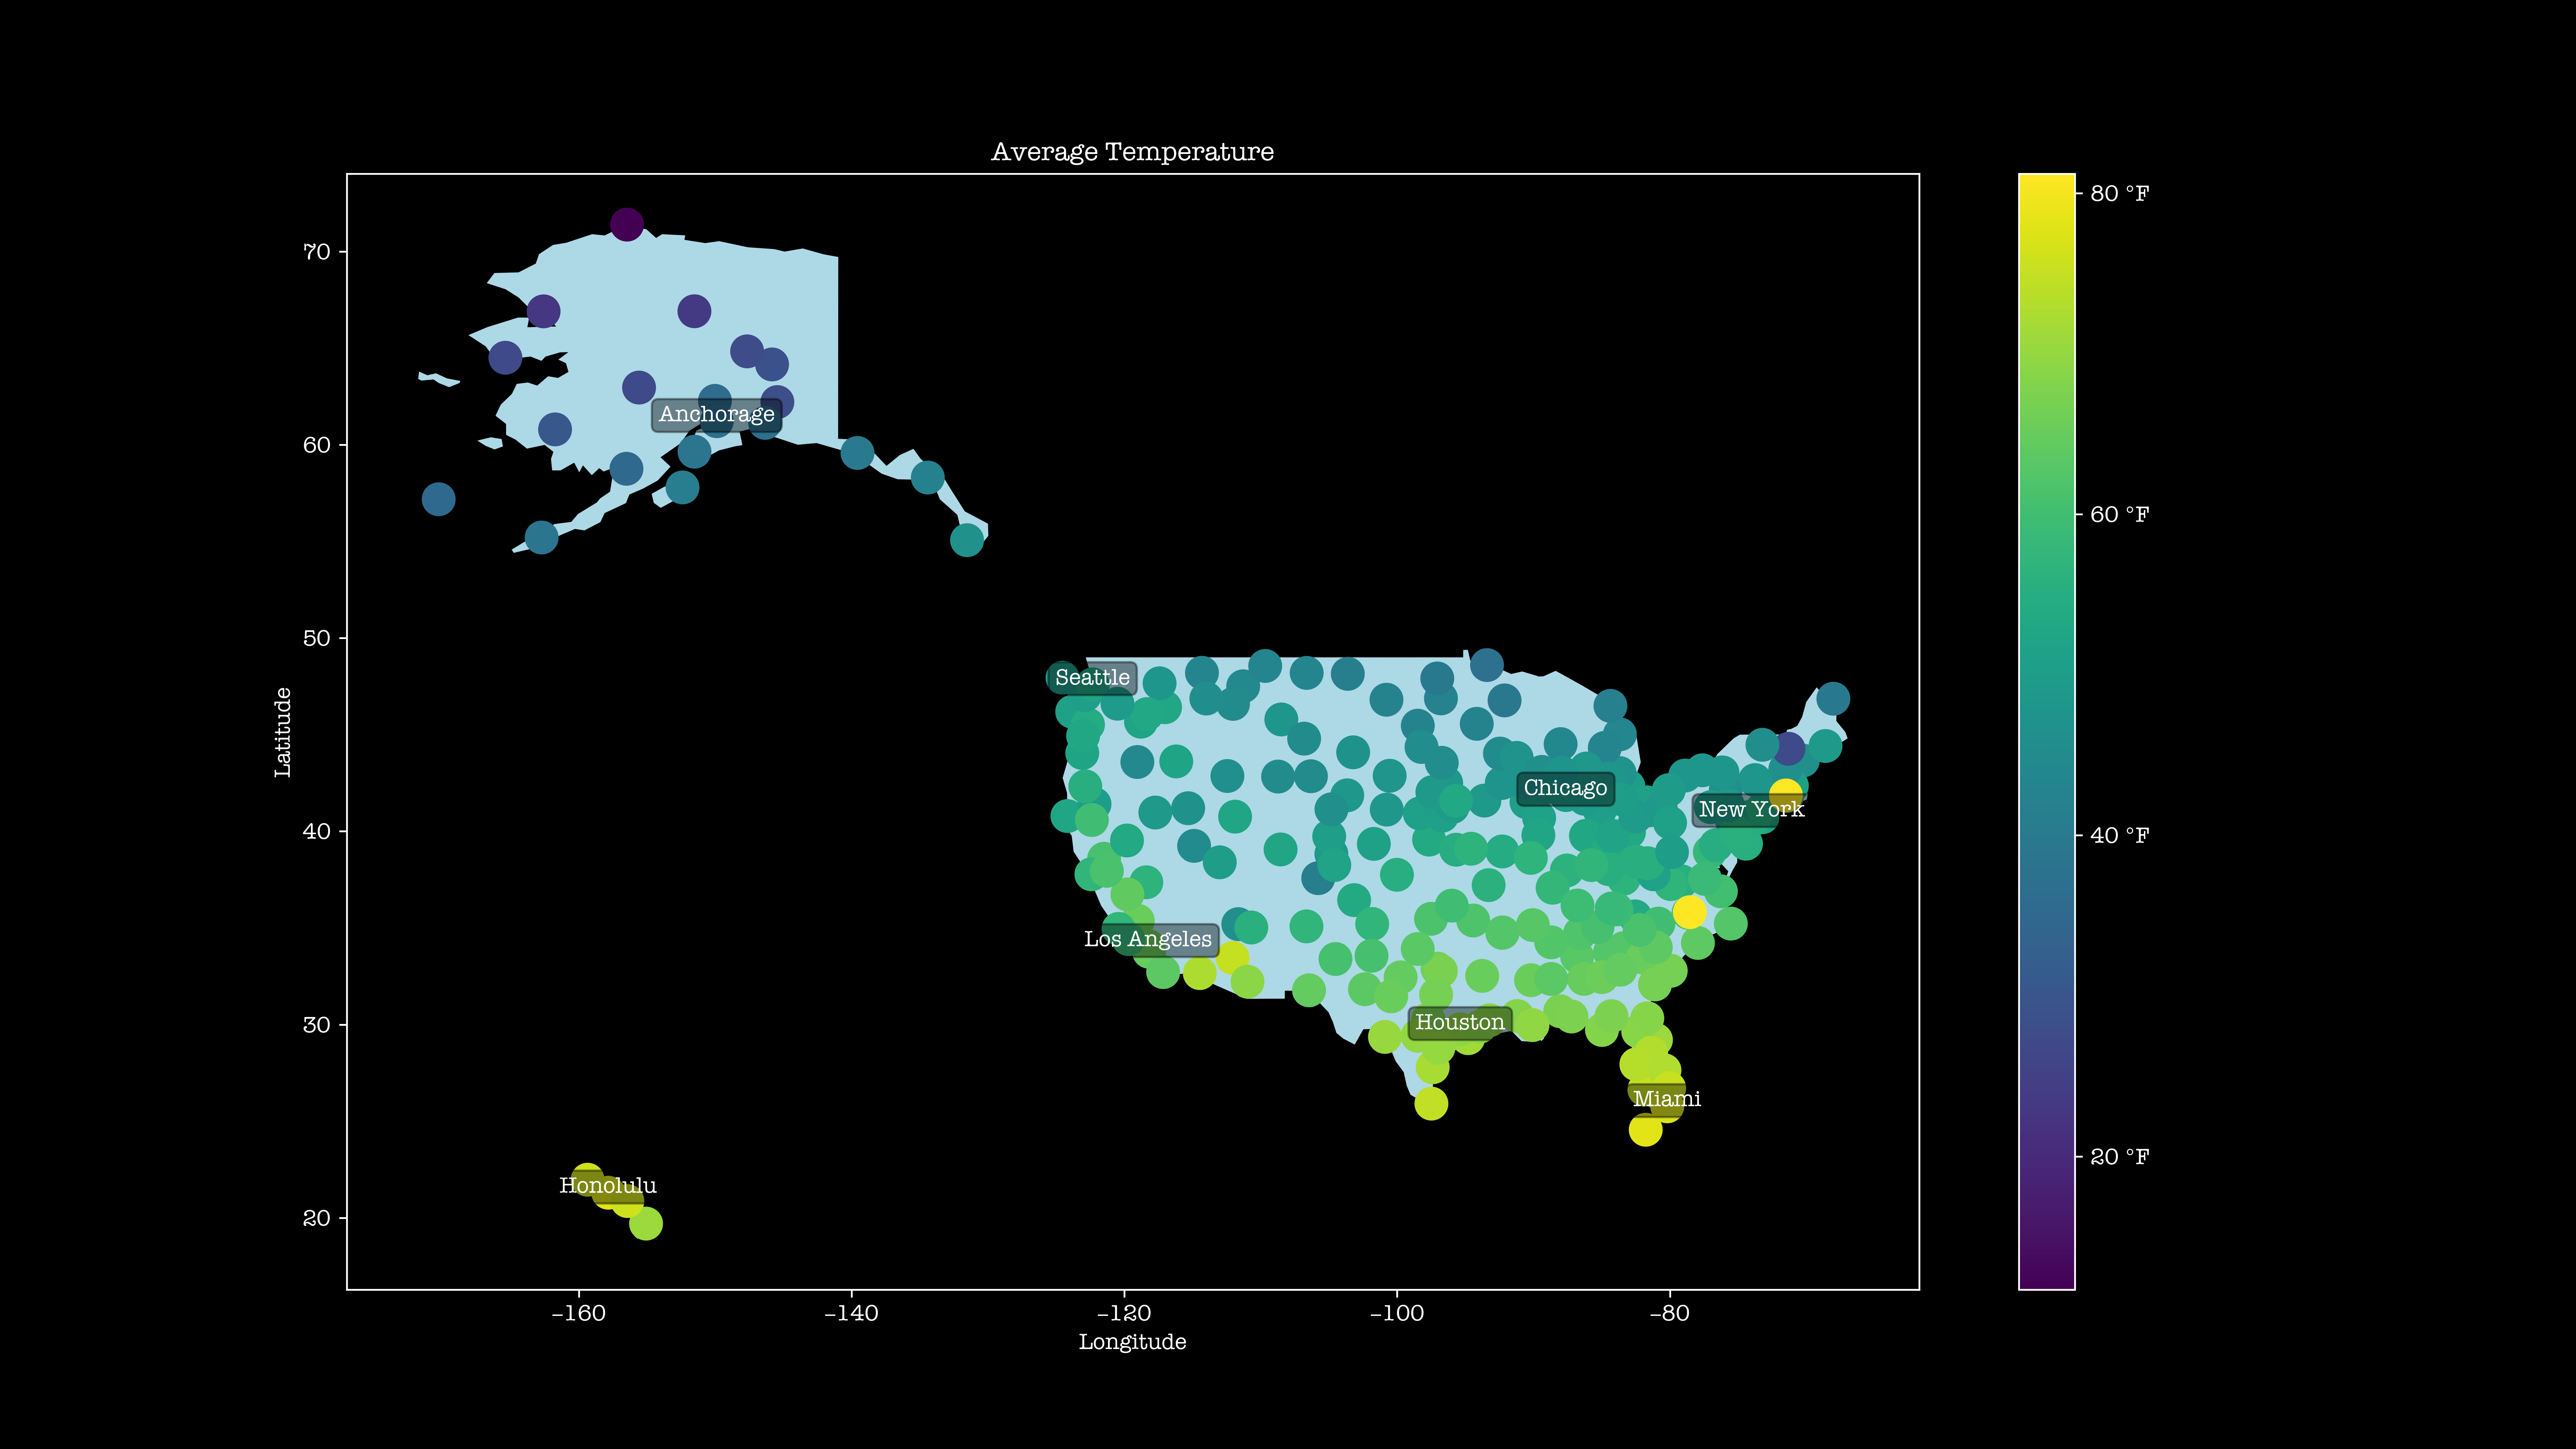 Average Temperature
70
60
50
40
30
20
Latitude
-160
-140
-120
-100
-80
Longitude
Anchorage
Seattle
Chicago
New York
Los Angeles
Houston
Miami
Honolulu
80 °F
60 °F
40 °F
20 °F